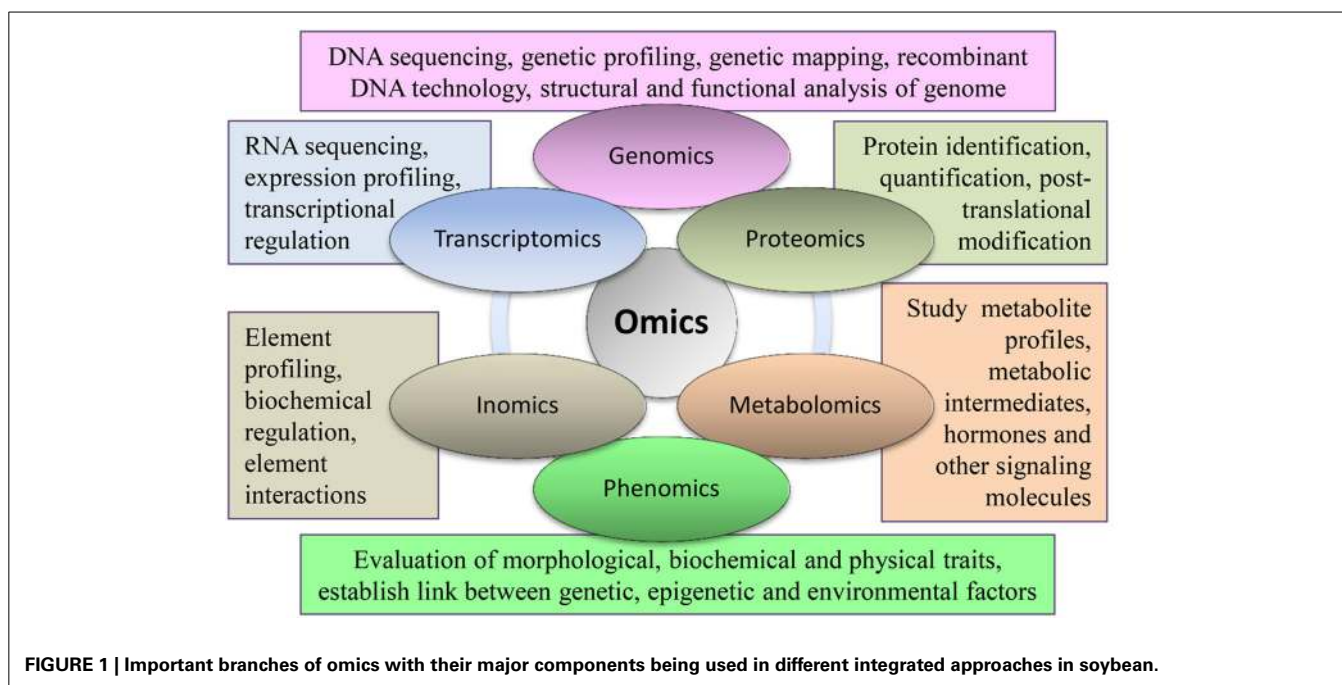 DNA sequencing, genetic profiling, genetic mapping, recombinant
DNA technology, structural and functional analysis of genome
Genomics
RNA sequencing,
expression profiling,
transcriptional
regulation
Transcriptomics
Protein identification,
quantification, post-
translational
modification
Proteomics
Omics
Element
profiling,
biochemical
regulation,
element
interactions
Inomics
Study metabolite
profiles,
metabolic
intermediates,
hormones and
other signaling
molecules
Metabolomics
Phenomics
Evaluation of morphological, biochemical and physical traits,
establish link between genetic, epigenetic and environmental factors
FIGURE 1 | Important branches of omics with their major components being used in different integrated approaches in soybean.